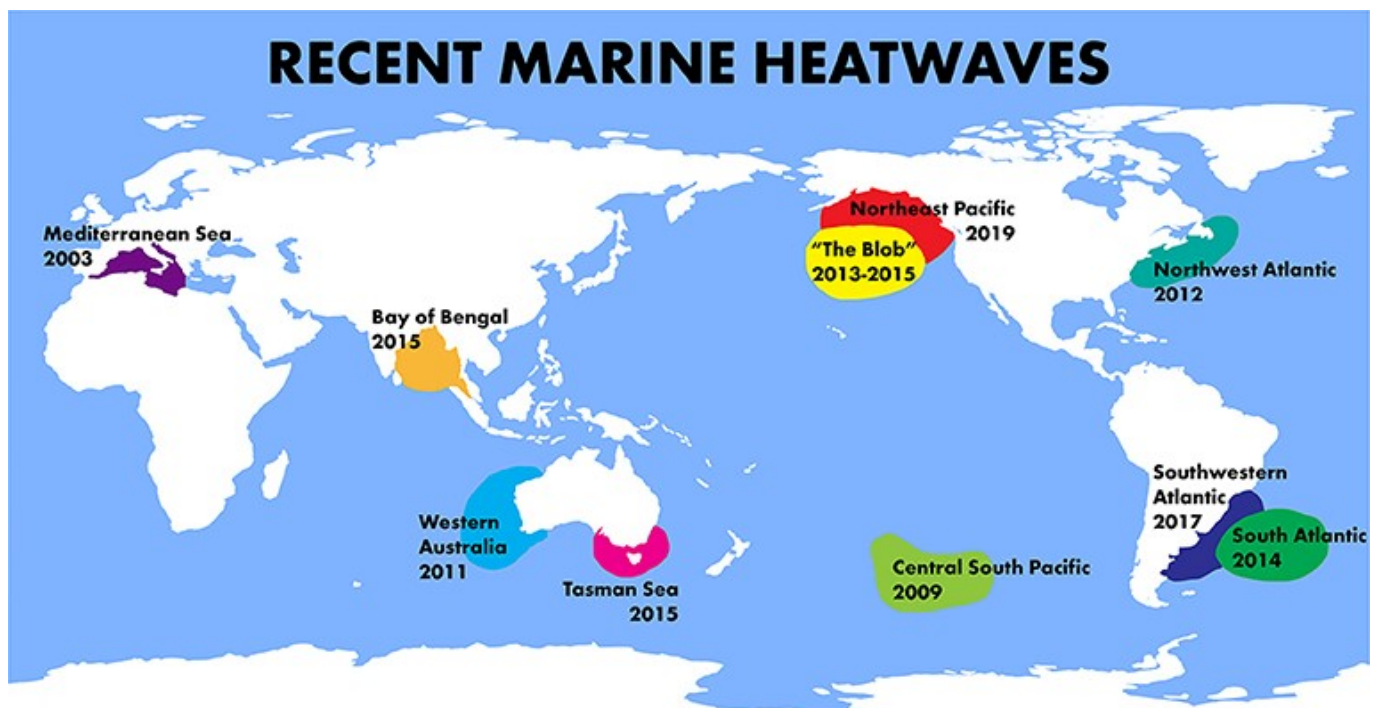 RECENT MARINE HEATWAVES
Mediterranean Sea
2003
Bay of Bengal
2015
Western
Australia
2011
Tasman Sea
2015
Northeast Pacific
2019
"The Blob"
2013-2015
Northwest Atlantic
2012
Central South Pacific
2009
Southwestern
Atlantic
2017
South Atlantic
2014